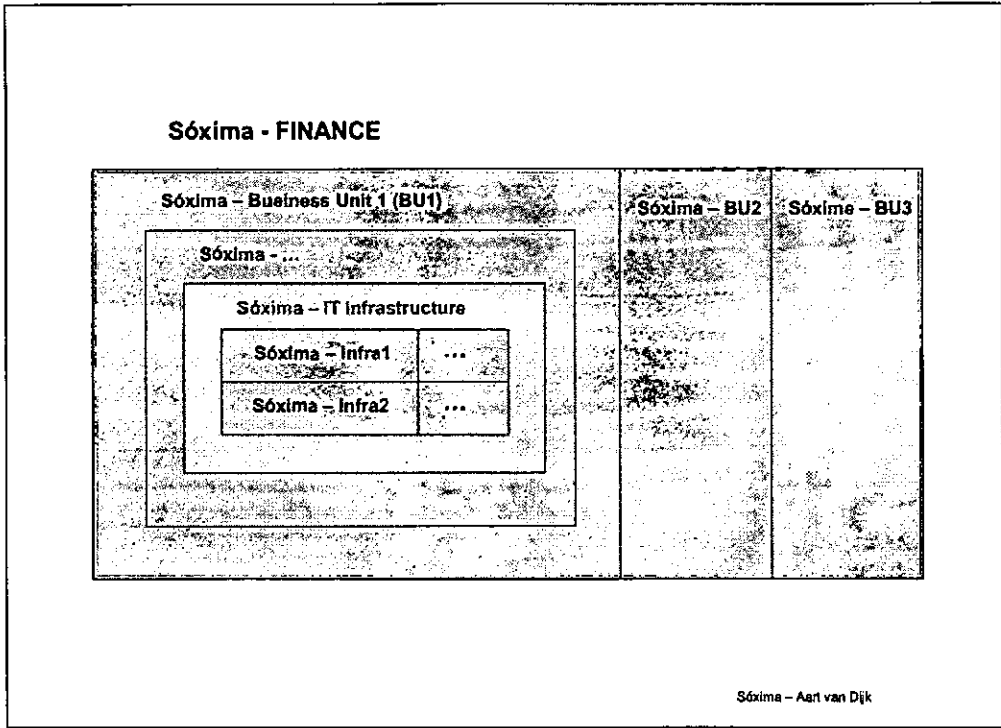 Sóxima - FINANCE
Sóxima – Business Unit 1 (BU1)
Sóxima – BU2
Sóxima – BU3
Sóxima - ...
Sóxima – IT Infrastructure
Sóxima – Infra1
...
Sóxima – Infra2
...
Sóxima – Aart van Dijk